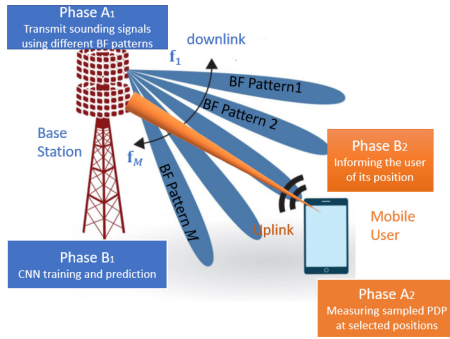 Phase A1
Transmit sounding signals
using different BF patterns
downlink
f1
BF Pattern1
BF Pattern 2
Base
Station
fM
BF Pattern M
Phase B2
Informing the user
of its position
Uplink
Mobile
User
Phase B1
CNN training and prediction
Phase A2
Measuring sampled PDP
at selected positions